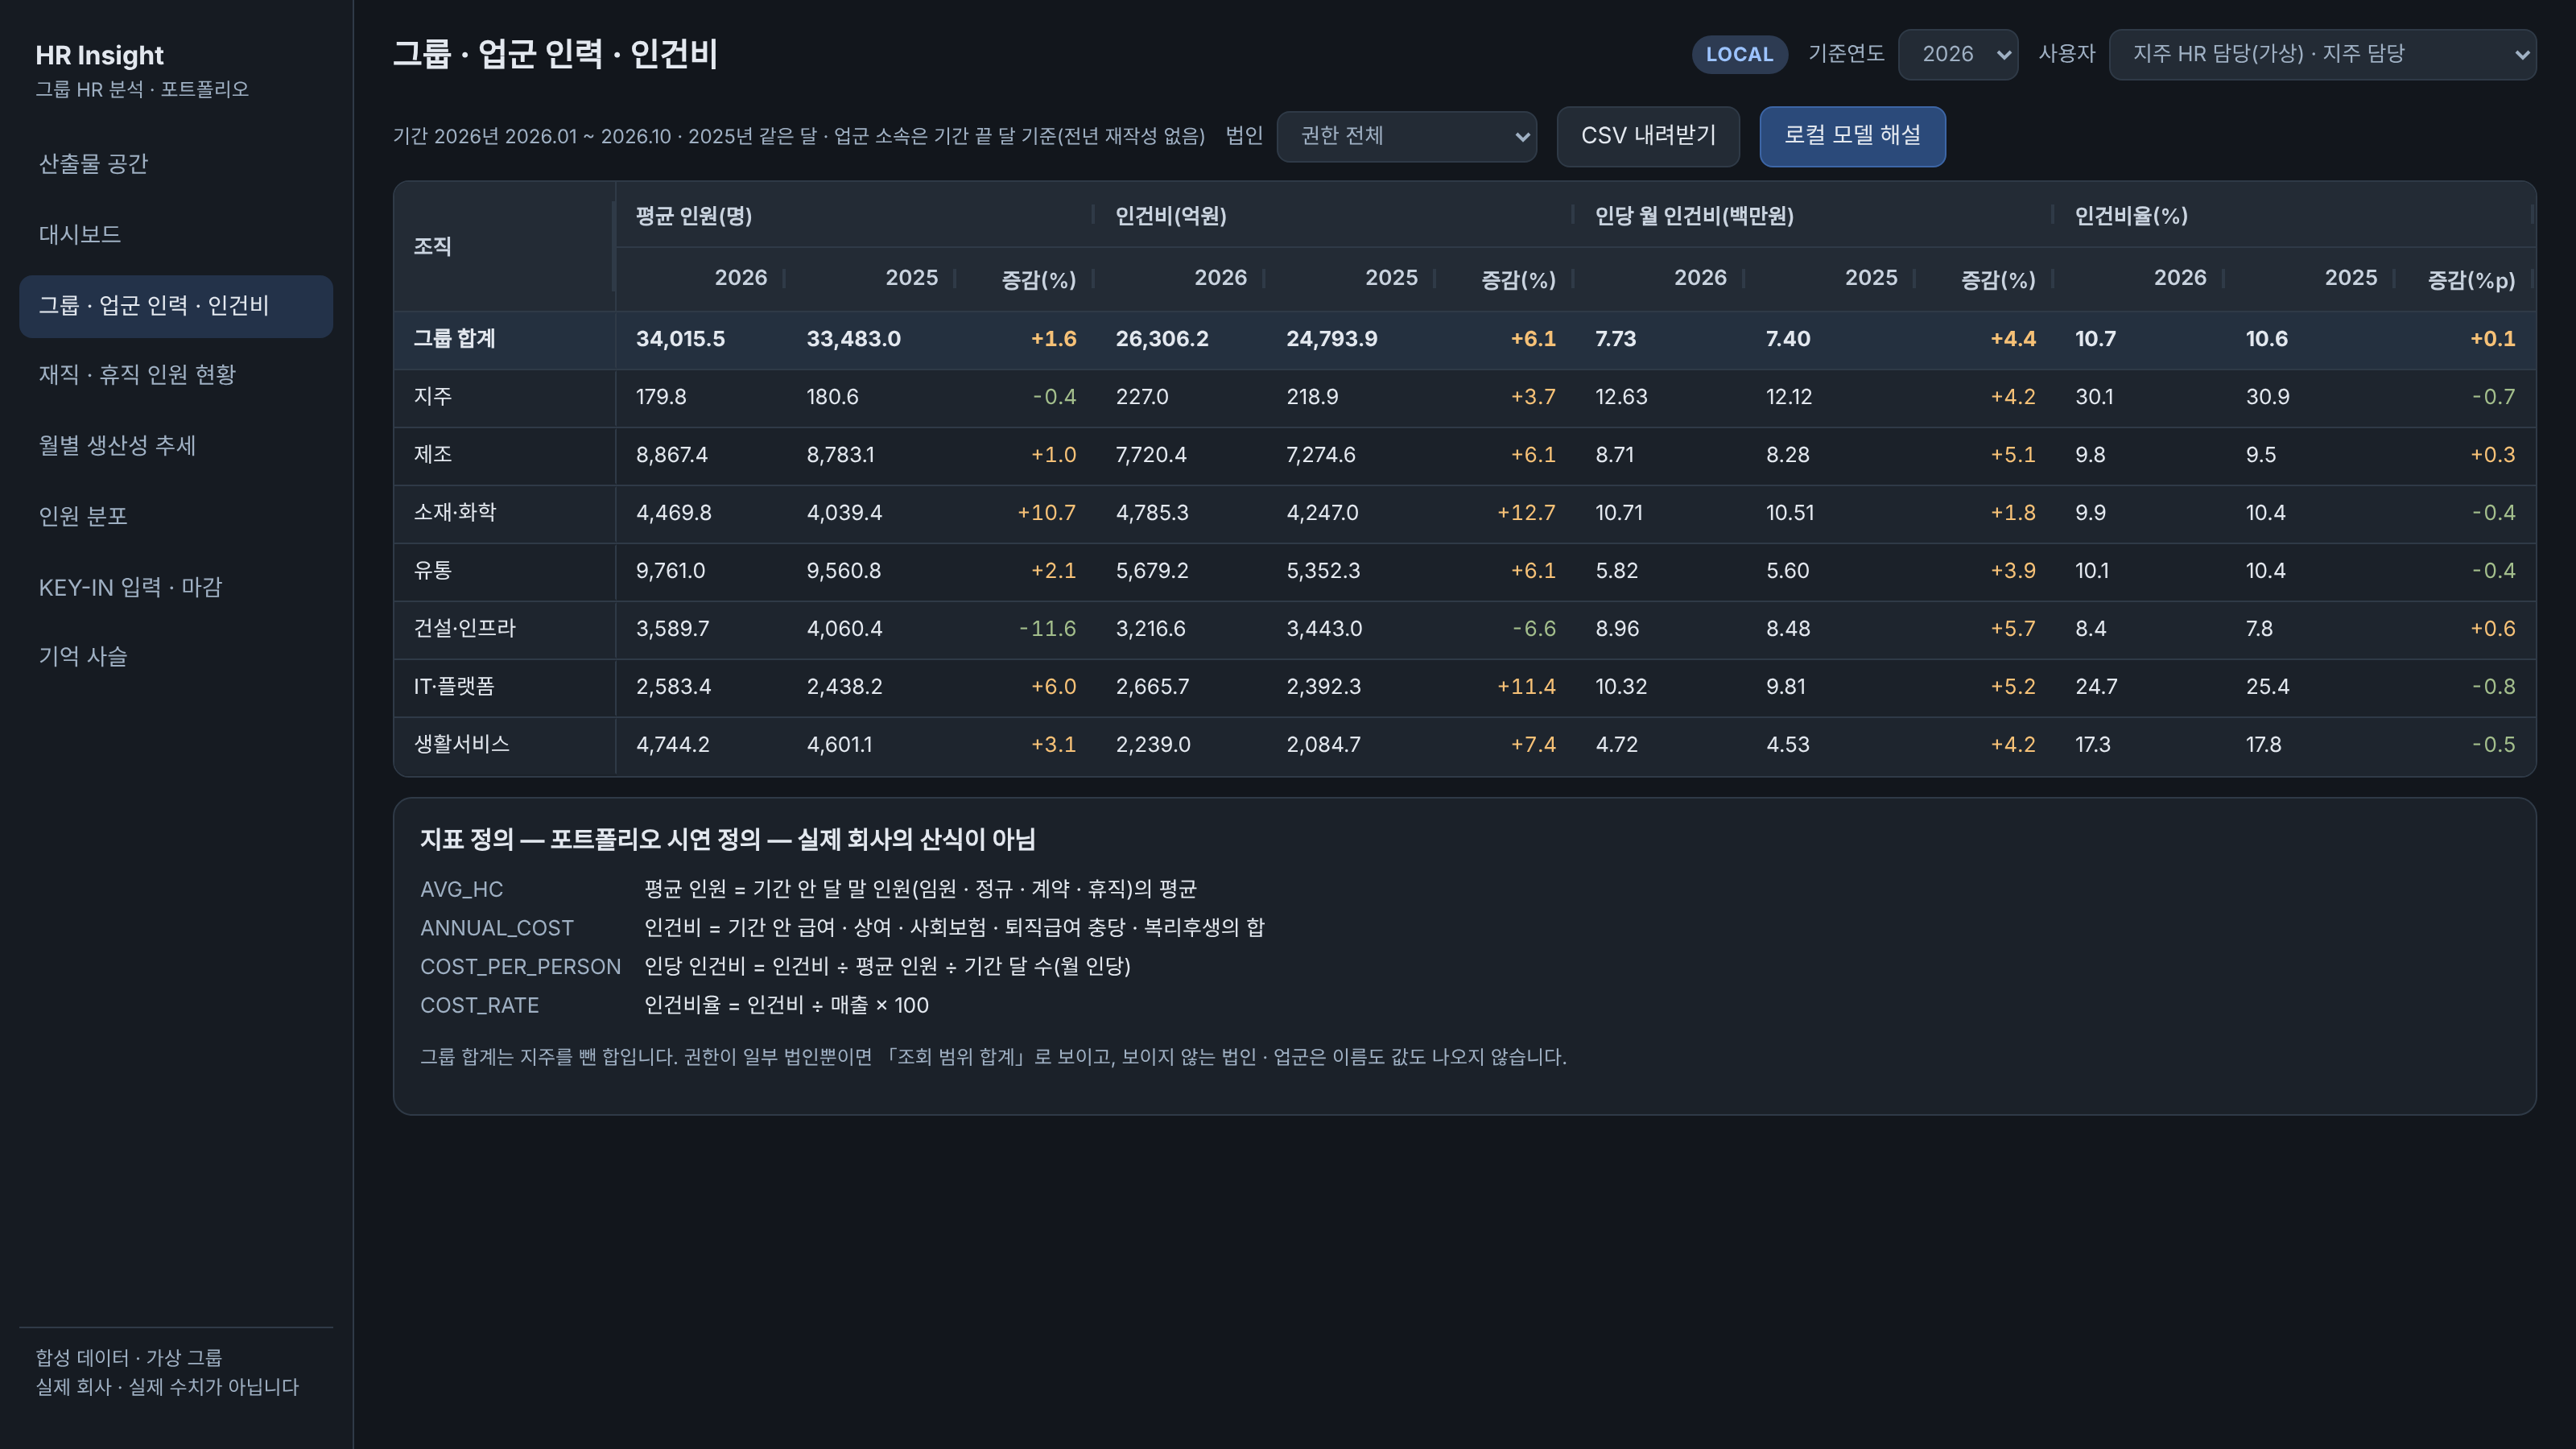 HR Insight
그룹 HR 분석 · 포트폴리오
산출물 공간
대시보드
그룹 · 업군 인력 · 인건비
재직 · 휴직 인원 현황
월별 생산성 추세
인원 분포
KEY-IN 입력 · 마감
기억 사슬
합성 데이터 · 가상 그룹
실제 회사 · 실제 수치가 아닙니다
그룹 · 업군 인력 · 인건비
LOCAL 기준연도 2026 사용자 지주 HR 담당(가상) · 지주 담당
기간 2026년 2026.01 ~ 2026.10 · 2025년 같은 달 · 업군 소속은 기간 끝 달 기준(전년 재작성 없음) 법인 권한 전체 CSV 내려받기 로컬 모델 해설
조직 평균 인원(명) 인건비(억원) 인당 월 인건비(백만원) 인건비율(%)
2026 2025 증감(%) 2026 2025 증감(%) 2026 2025 증감(%) 2026 2025 증감(%p)
그룹 합계 34,015.5 33,483.0 +1.6 26,306.2 24,793.9 +6.1 7.73 7.40 +4.4 10.7 10.6 +0.1
지주 179.8 180.6 -0.4 227.0 218.9 +3.7 12.63 12.12 +4.2 30.1 30.9 -0.7
제조 8,867.4 8,783.1 +1.0 7,720.4 7,274.6 +6.1 8.71 8.28 +5.1 9.8 9.5 +0.3
소재·화학 4,469.8 4,039.4 +10.7 4,785.3 4,247.0 +12.7 10.71 10.51 +1.8 9.9 10.4 -0.4
유통 9,761.0 9,560.8 +2.1 5,679.2 5,352.3 +6.1 5.82 5.60 +3.9 10.1 10.4 -0.4
건설·인프라 3,589.7 4,060.4 -11.6 3,216.6 3,443.0 -6.6 8.96 8.48 +5.7 8.4 7.8 +0.6
IT·플랫폼 2,583.4 2,438.2 +6.0 2,665.7 2,392.3 +11.4 10.32 9.81 +5.2 24.7 25.4 -0.8
생활서비스 4,744.2 4,601.1 +3.1 2,239.0 2,084.7 +7.4 4.72 4.53 +4.2 17.3 17.8 -0.5
지표 정의 — 포트폴리오 시연 정의 — 실제 회사의 산식이 아님
AVG_HC 평균 인원 = 기간 안 달 말 인원(임원 · 정규 · 계약 · 휴직)의 평균
ANNUAL_COST 인건비 = 기간 안 급여 · 상여 · 사회보험 · 퇴직급여 충당 · 복리후생의 합
COST_PER_PERSON 인당 인건비 = 인건비 ÷ 평균 인원 ÷ 기간 달 수(월 인당)
COST_RATE 인건비율 = 인건비 ÷ 매출 × 100
그룹 합계는 지주를 뺀 합입니다. 권한이 일부 법인뿐이면 「조회 범위 합계」로 보이고, 보이지 않는 법인 · 업군은 이름도 값도 나오지 않습니다.